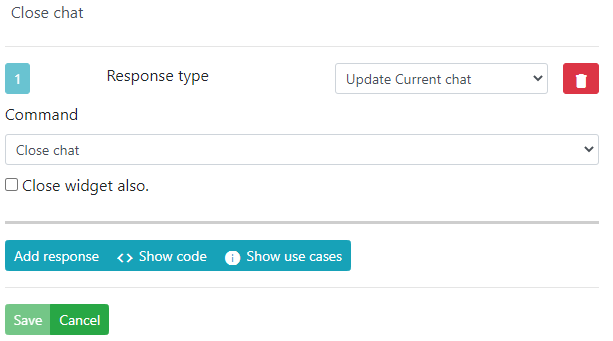 Close chat
1 Response type Update Current chat
Command
Close chat
Close widget also.
Add response <> Show code i Show use cases
Save Cancel